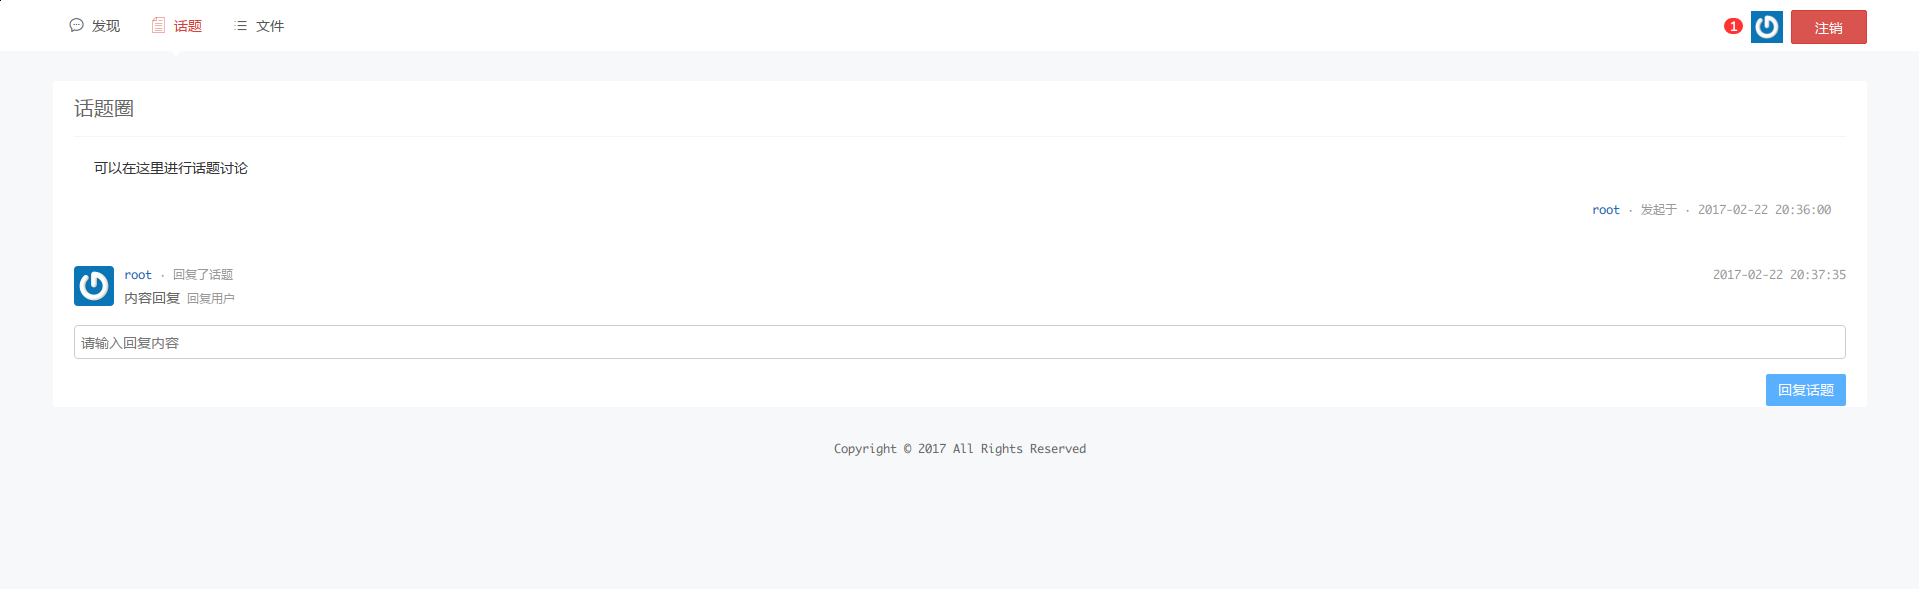 发现 话题 文件 1 注销
话题圈
可以在这里进行话题讨论
root · 发起于 · 2017-02-22 20:36:00
root · 回复了话题 2017-02-22 20:37:35
内容回复 回复用户
请输入回复内容
回复话题
Copyright © 2017 All Rights Reserved